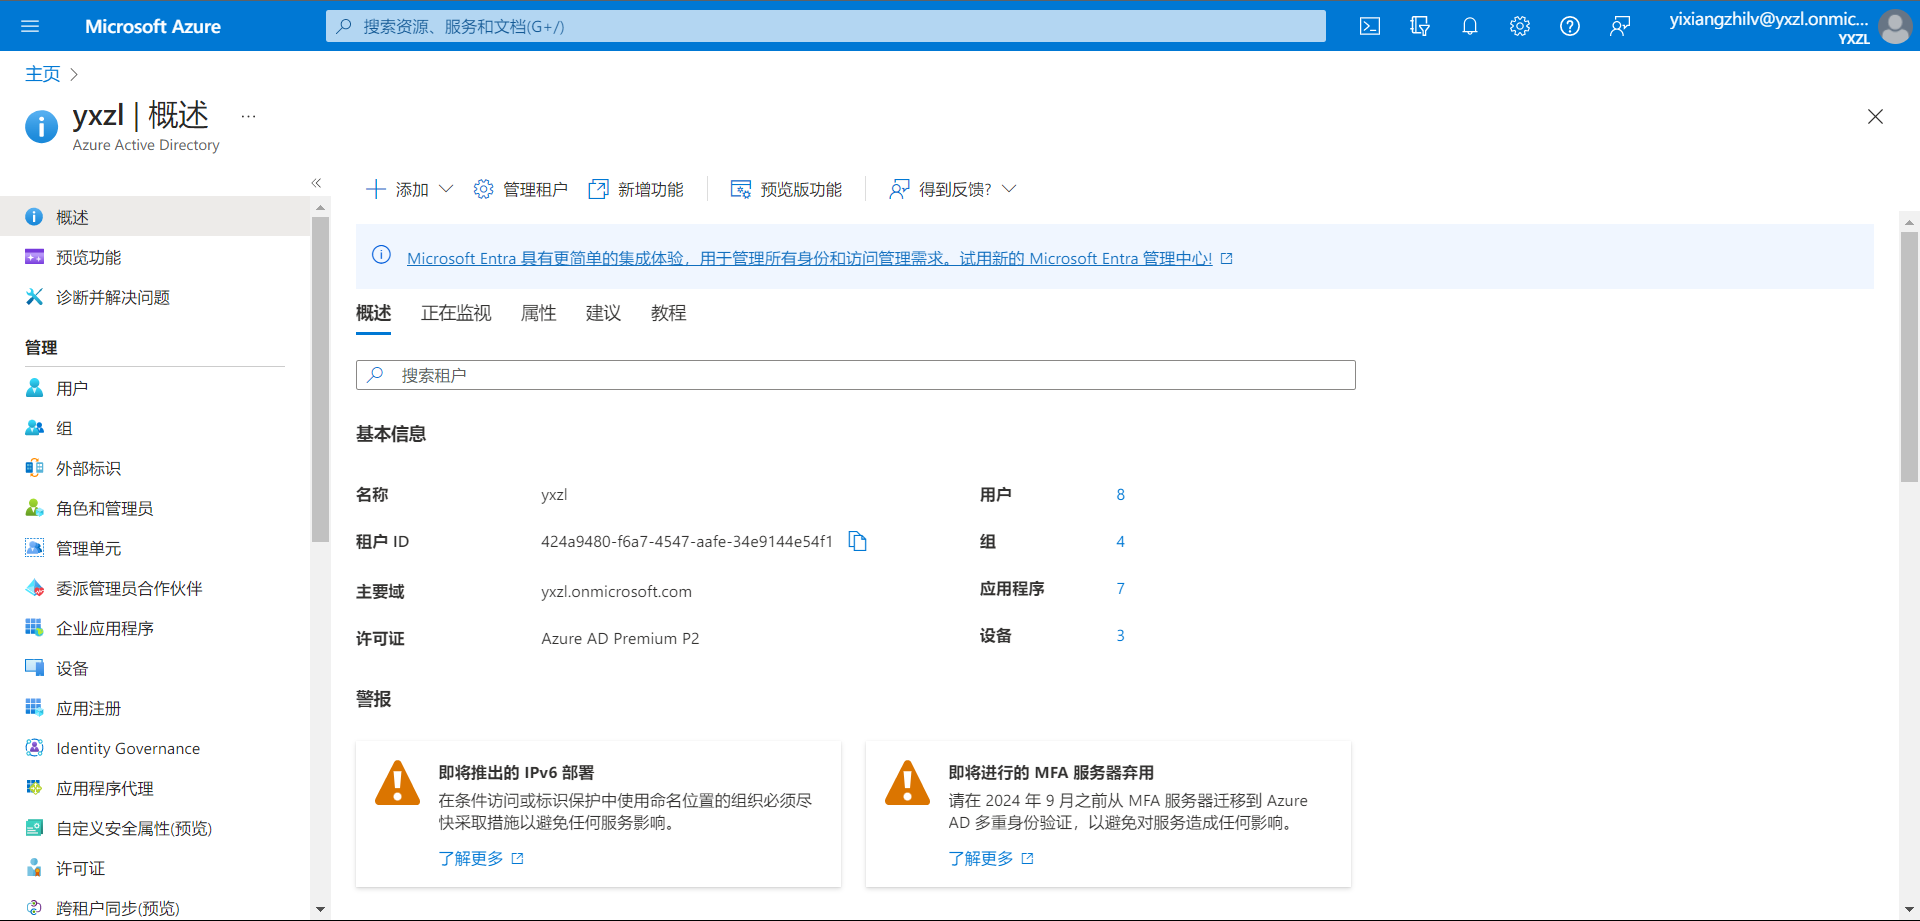 Microsoft Azure
搜索资源、服务和文档(G+/)
yixiangzhilv@yxzl.onmic...
YXZL
主页
yxzl | 概述
...
Azure Active Directory
«
概述
预览功能
诊断并解决问题
管理
用户
组
外部标识
角色和管理员
管理单元
委派管理员合作伙伴
企业应用程序
设备
应用注册
Identity Governance
应用程序代理
自定义安全属性(预览)
许可证
跨租户同步(预览)
添加
管理租户
新增功能
预览版功能
得到反馈?
Microsoft Entra 具有更简单的集成体验，用于管理所有身份和访问管理需求。试用新的 Microsoft Entra 管理中心!
概述 正在监视 属性 建议 教程
搜索租户
基本信息
名称 yxzl 用户 8
租户 ID 424a9480-f6a7-4547-aafe-34e9144e54f1 组 4
主要域 yxzl.onmicrosoft.com 应用程序 7
许可证 Azure AD Premium P2 设备 3
警报
即将推出的 IPv6 部署
在条件访问或标识保护中使用命名位置的组织必须尽
快采取措施以避免任何服务影响。
了解更多
即将进行的 MFA 服务器弃用
请在 2024 年 9 月之前从 MFA 服务器迁移到 Azure
AD 多重身份验证，以避免对服务造成任何影响。
了解更多